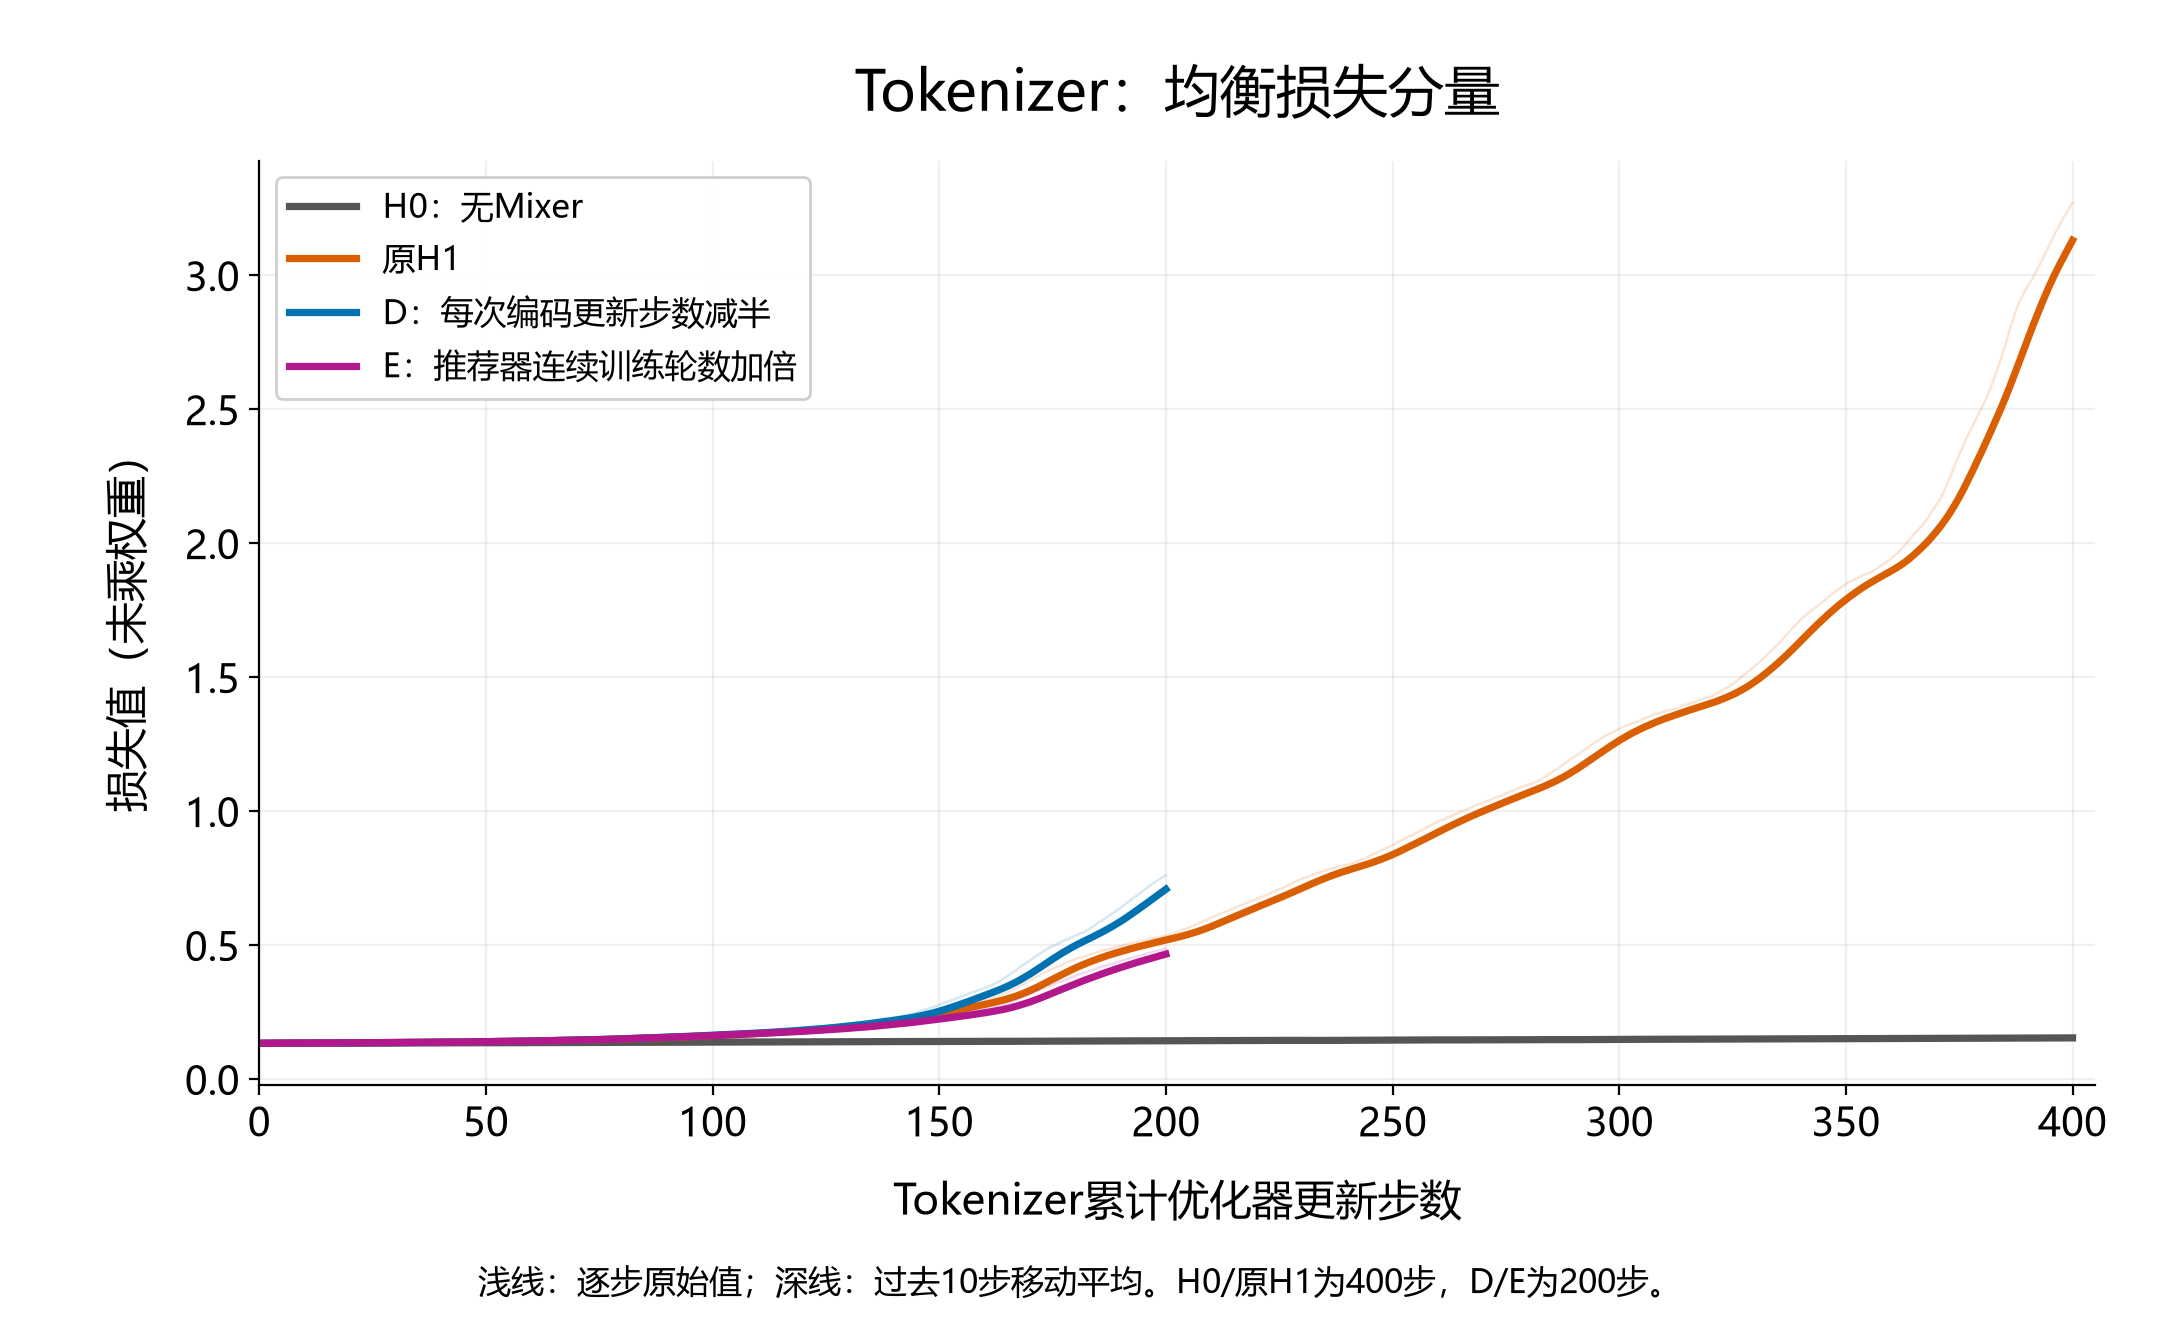 Tokenizer：均衡损失分量
H0：无Mixer
原H1
D：每次编码更新步数减半
E：推荐器连续训练轮数加倍
损失值（未乘权重）
3.0
2.5
2.0
1.5
1.0
0.5
0.0
0 50 100 150 200 250 300 350 400
Tokenizer累计优化器更新步数
浅线：逐步原始值；深线：过去10步移动平均。H0/原H1为400步，D/E为200步。